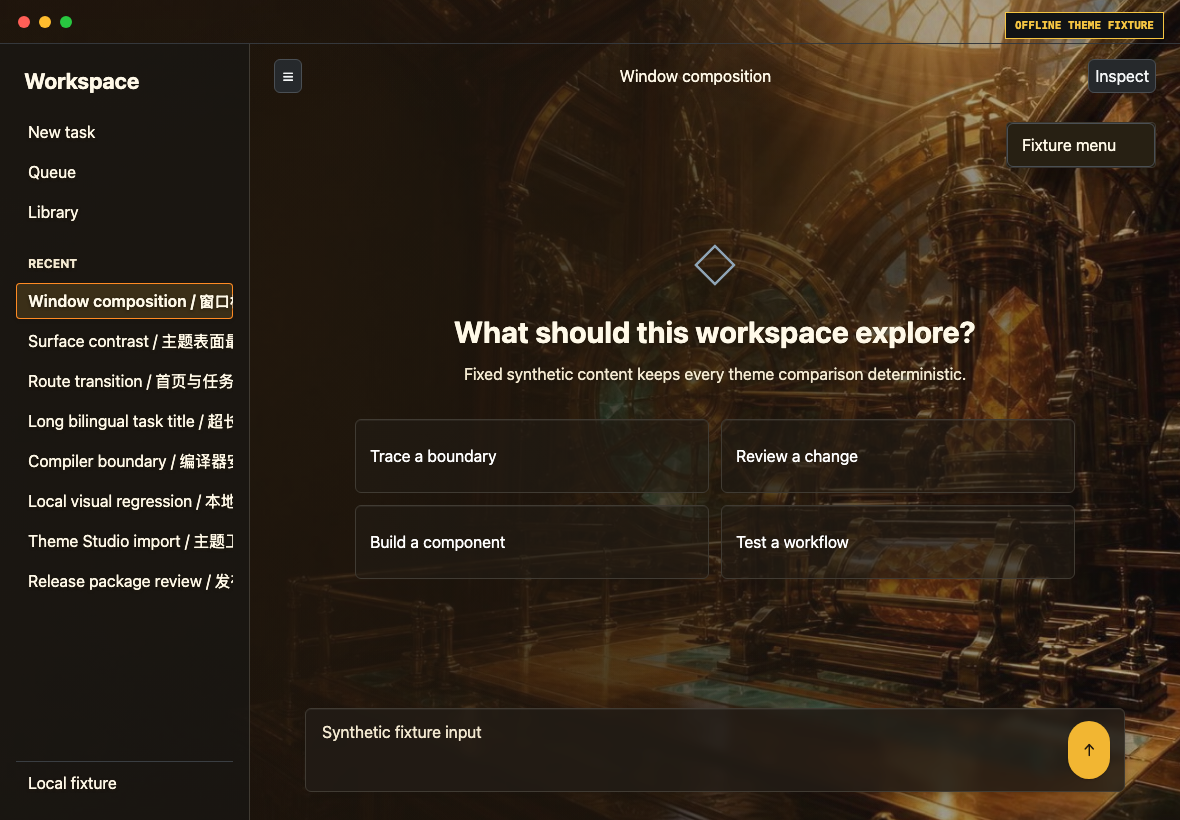 OFFLINE THEME FIXTURE
Workspace
New task
Queue
Library
RECENT
Window composition / 窗口
Surface contrast / 主题表面
Route transition / 首页与任务
Long bilingual task title / 超长
Compiler boundary / 编译器
Local visual regression / 本地
Theme Studio import / 主题
Release package review / 发
Local fixture
Window composition
Inspect
Fixture menu
What should this workspace explore?
Fixed synthetic content keeps every theme comparison deterministic.
Trace a boundary
Review a change
Build a component
Test a workflow
Synthetic fixture input